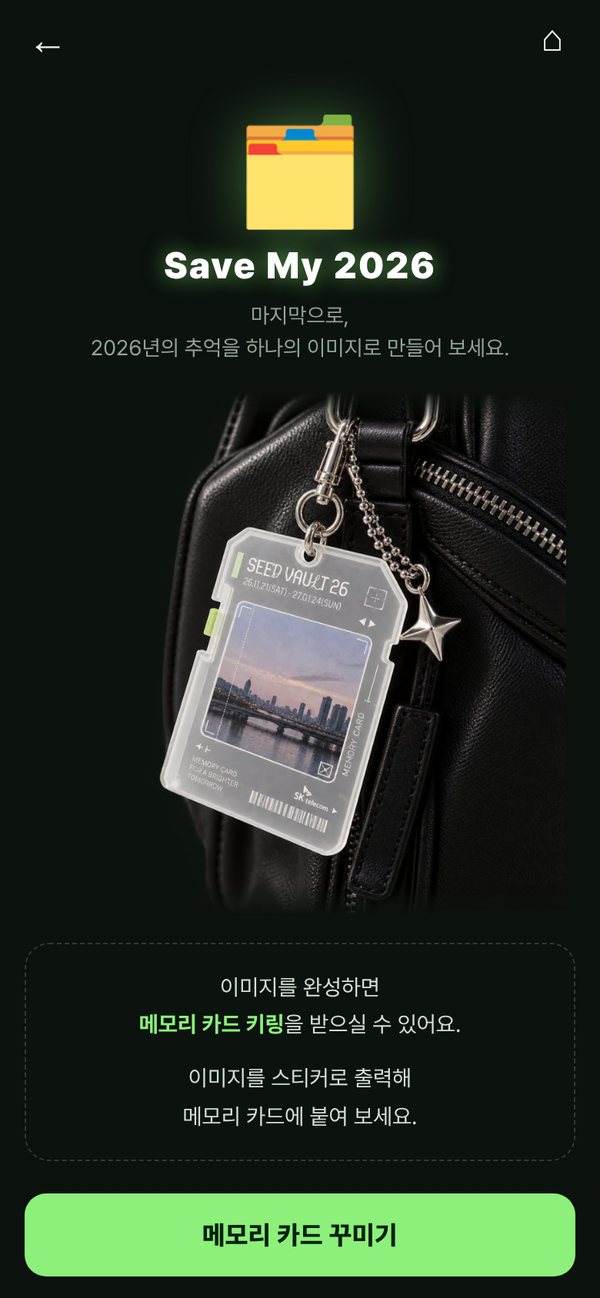 Save My 2026
마지막으로,
2026년의 추억을 하나의 이미지로 만들어 보세요.
SEED VAULT 26
26.11.21(SAT) - 27.01.24(SUN)
MEMORY CARD
MEMORY CARD
FOR A BRIGHTER
TOMORROW
SK telecom
이미지를 완성하면
메모리 카드 키링을 받으실 수 있어요.
이미지를 스티커로 출력해
메모리 카드에 붙여 보세요.
메모리 카드 꾸미기